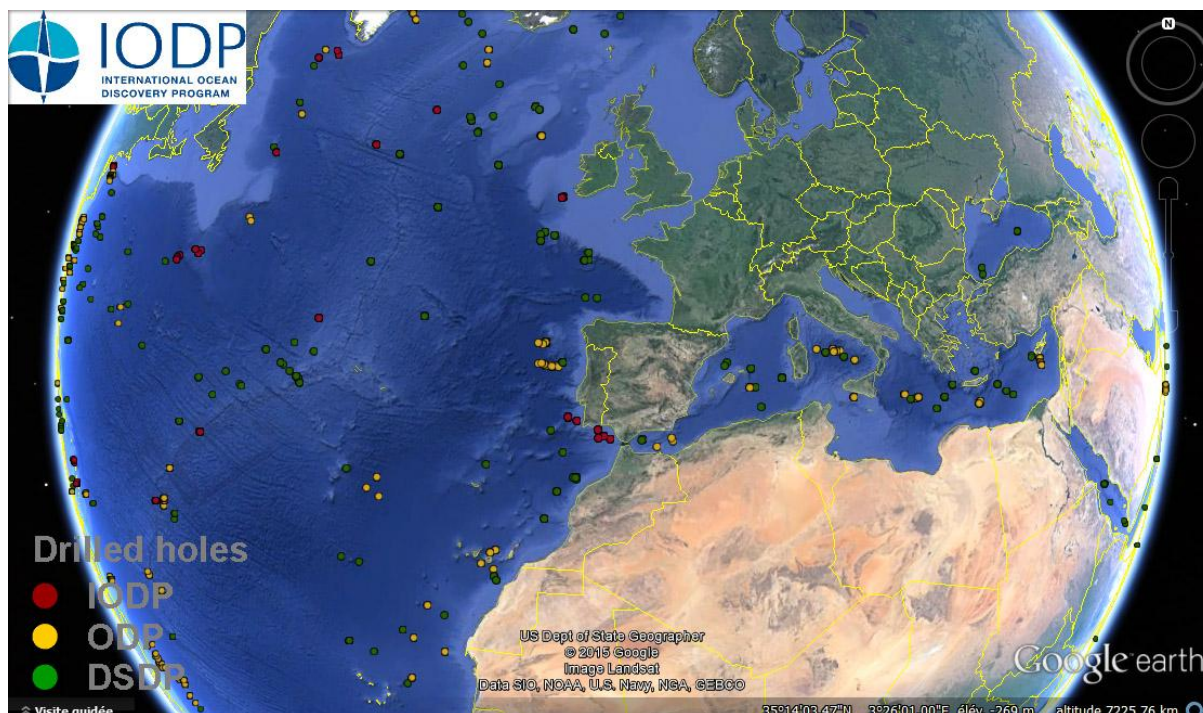 IODP
INTERNATIONAL OCEAN
DISCOVERY PROGRAM
N
Drilled holes
IODP
ODP
DSDP
US Dept of State Geographer
© 2015 Google
Image Landsat
Data SIO, NOAA, U.S. Navy, NGA, GEBCO
Google earth
Visite guidée
35°14'03.47"N 3°26'01.00"E élév. -269 m altitude 7225.76 km